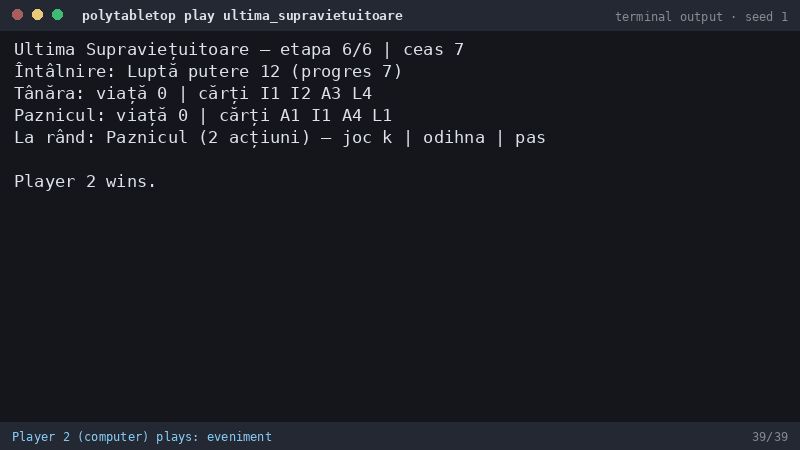 polytabletop play ultima_supravietuitoare
terminal output · seed 1
Ultima Supraviețuitoare — etapa 6/6 | ceas 7
Întâlnire: Luptă putere 12 (progres 7)
Tânăra: viață 0 | cărți I1 I2 A3 L4
Paznicul: viață 0 | cărți A1 I1 A4 L1
La rând: Paznicul (2 acțiuni) — joc k | odihna | pas
Player 2 wins.
Player 2 (computer) plays: eveniment
39/39